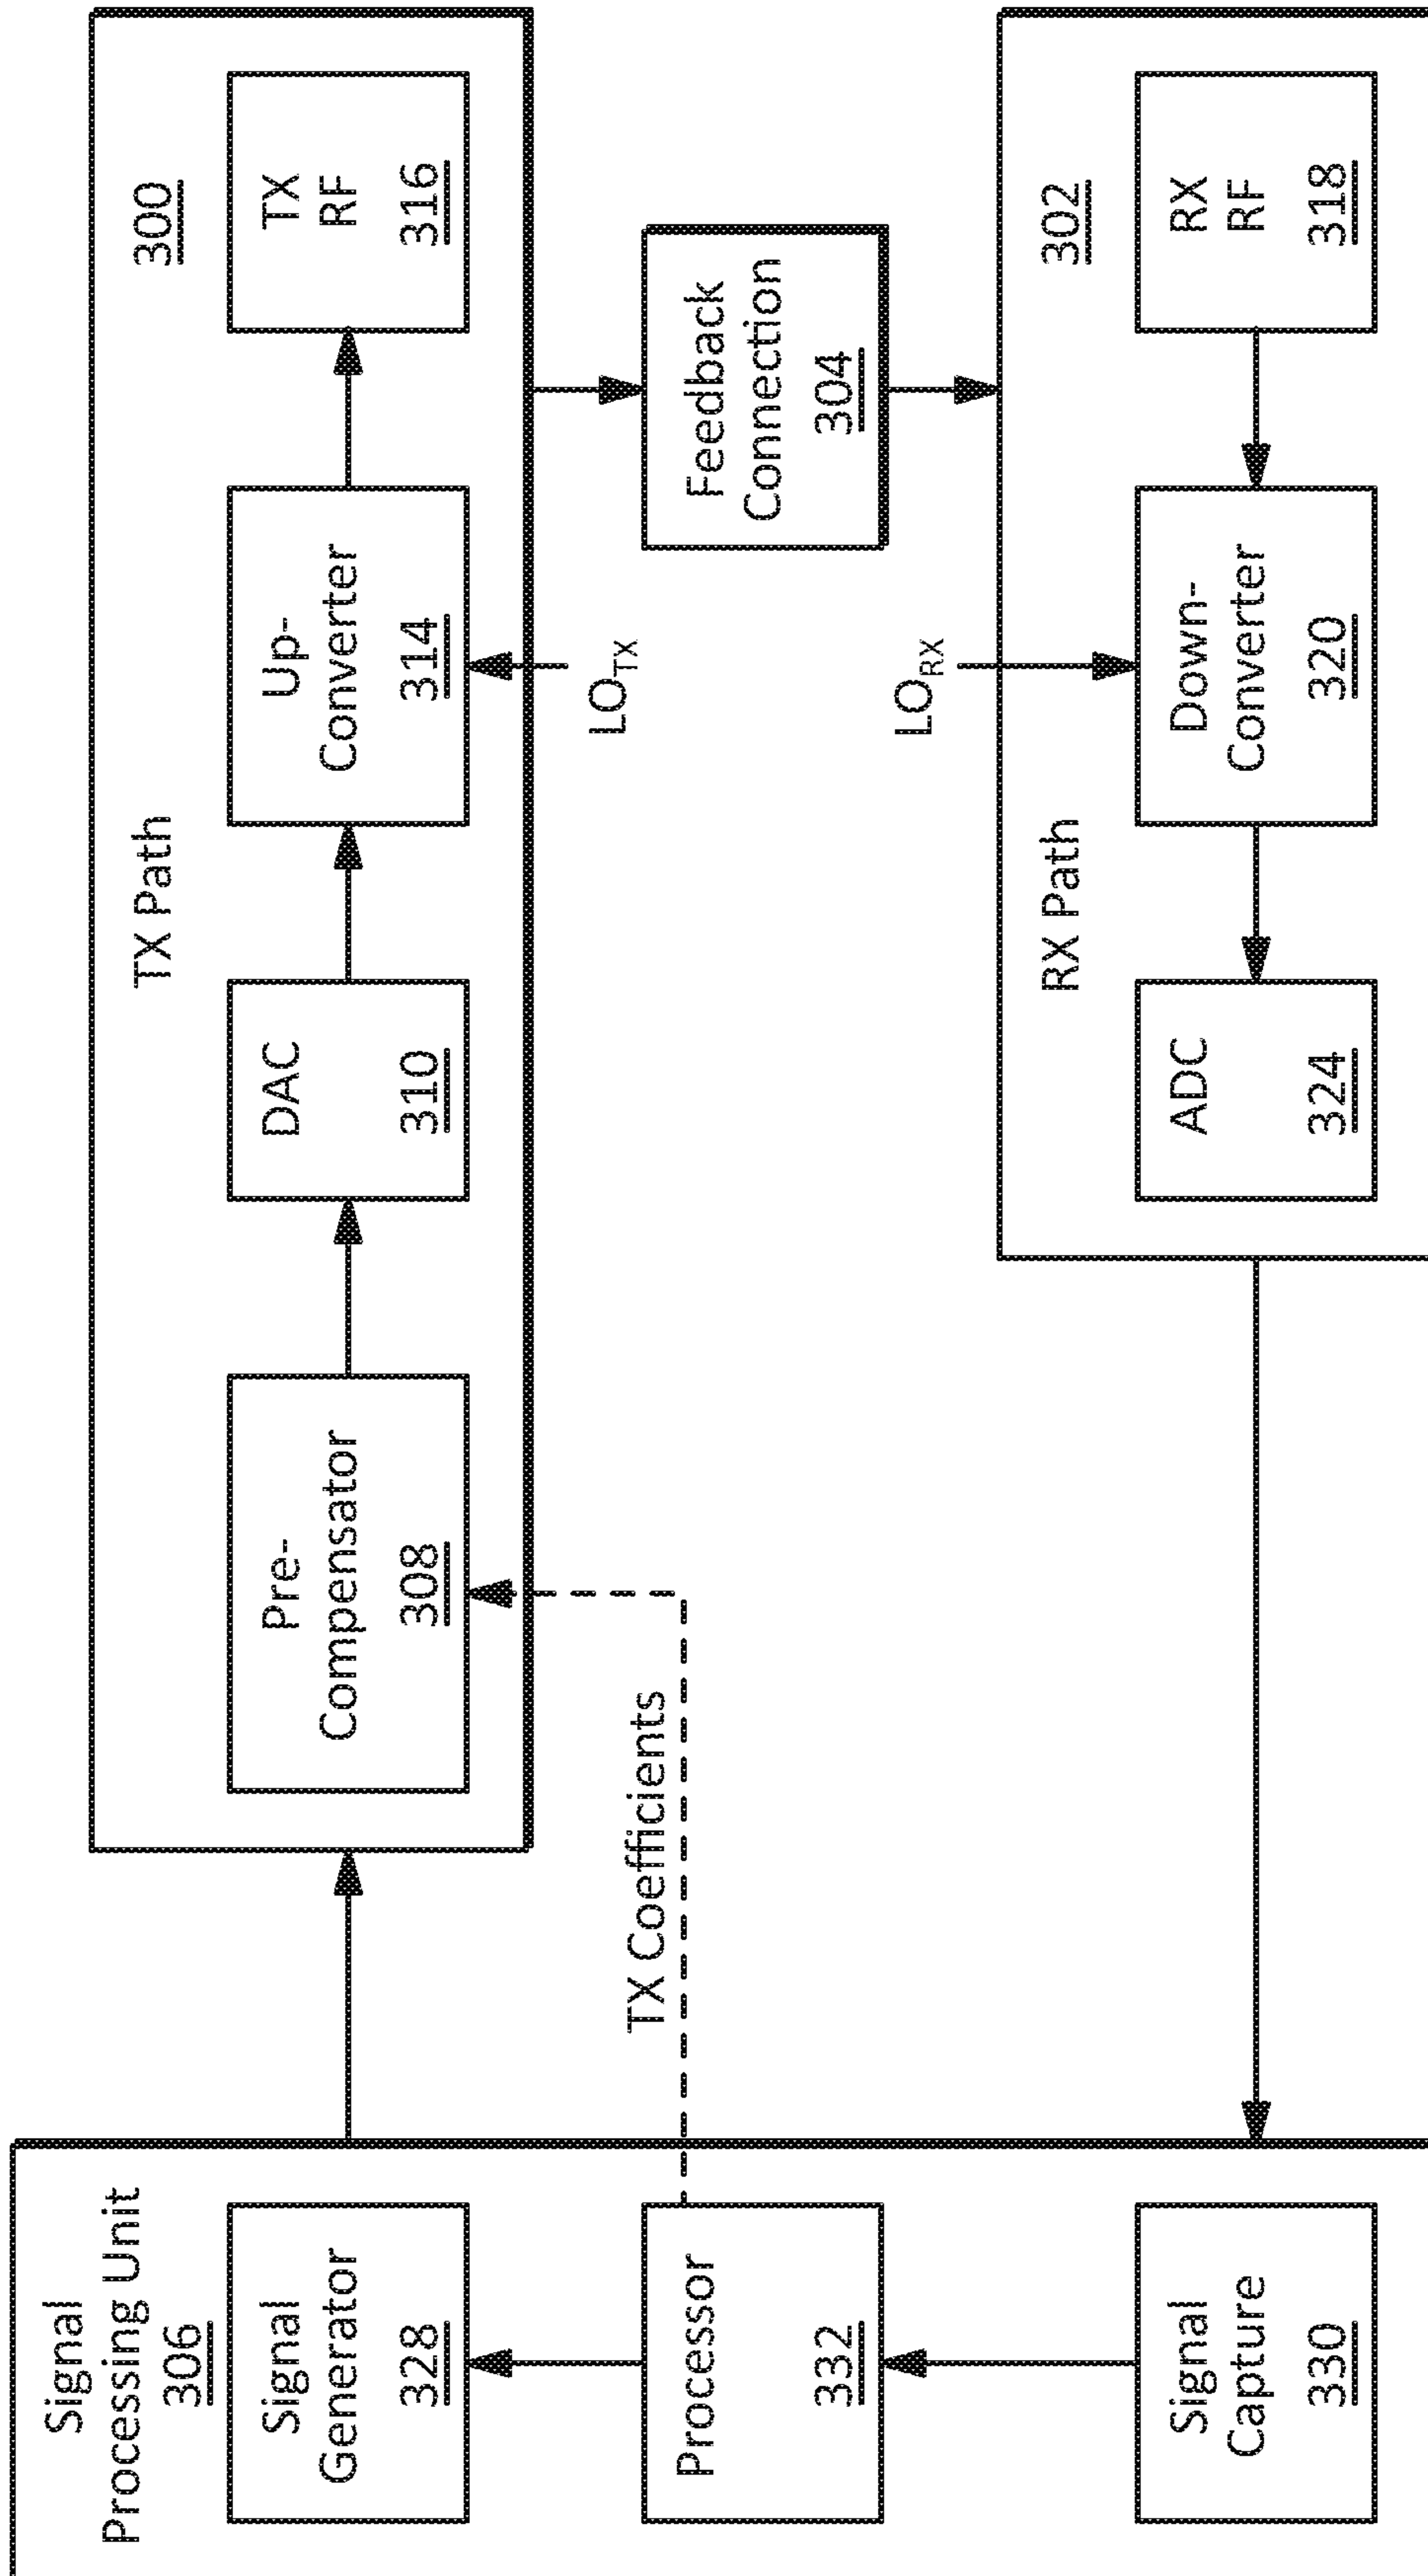 Signal
Processing Unit
306
Signal
Generator
328
Processor
332
Signal
Capture
330
TX Coefficients
TX Path
300
Pre-
Compensator
308
DAC
310
Up-
Converter
314
TX
RF
316
LOTX
Feedback
Connection
304
LORX
RX Path
302
ADC
324
Down-
Converter
320
RX
RF
318